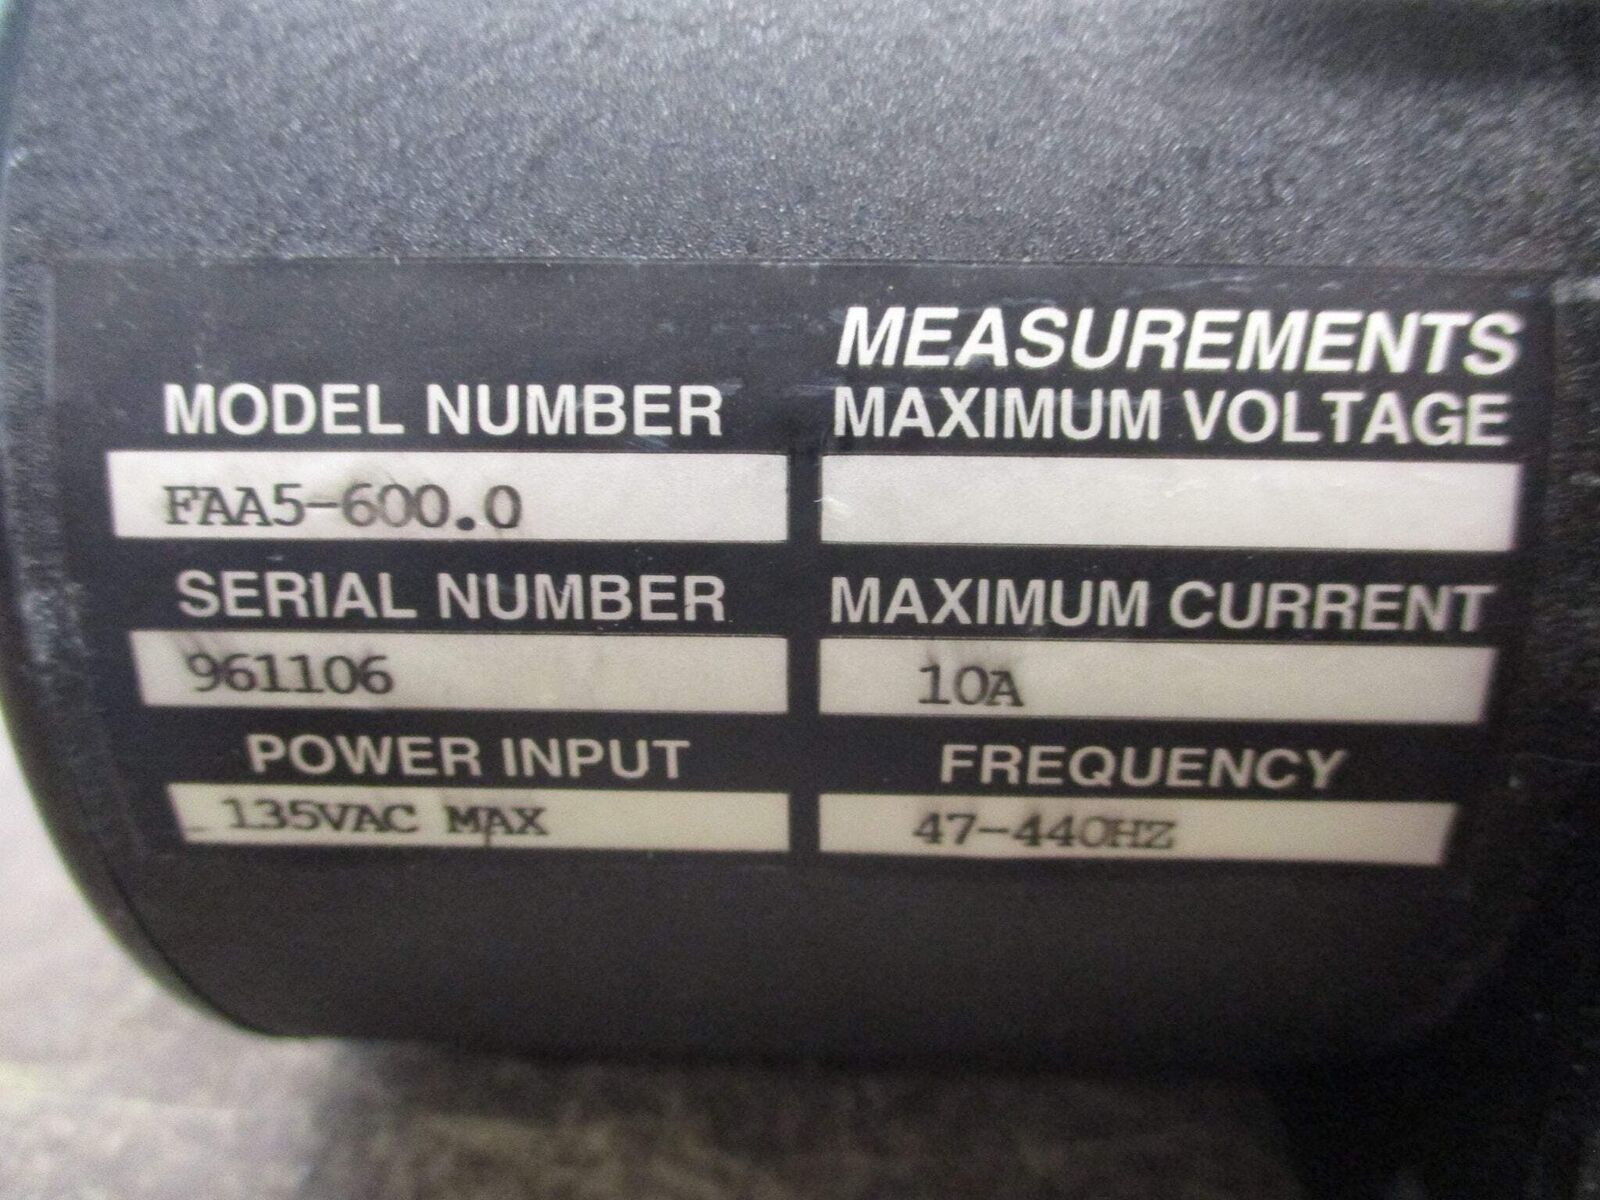 MEASUREMENTS
MODEL NUMBER MAXIMUM VOLTAGE
FAA5-600.0
SERIAL NUMBER MAXIMUM CURRENT
961106 10A
POWER INPUT FREQUENCY
135VAC MAX 47-440HZ